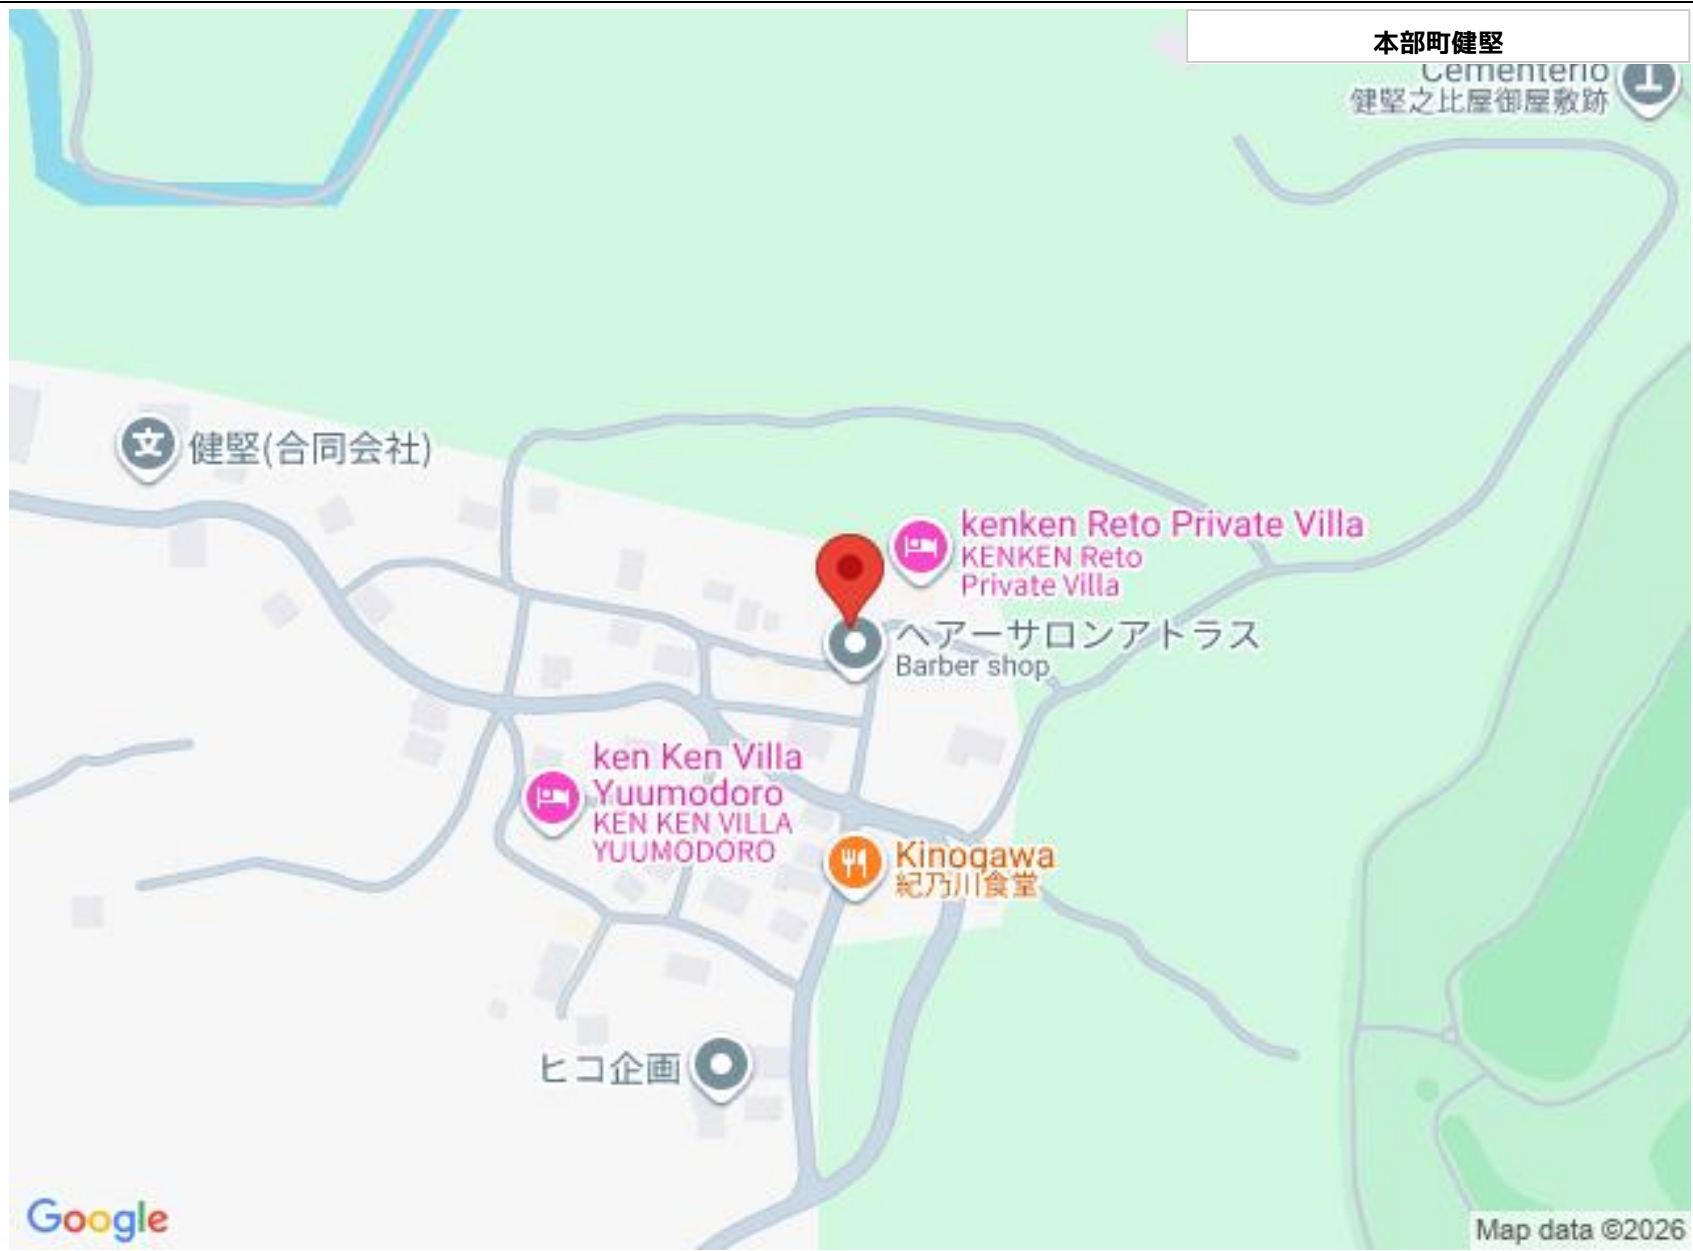 本部町健堅
Cementerio
健堅之比屋御屋敷跡
健堅(合同会社)
kenken Reto Private Villa
KENKEN Reto
Private Villa
ヘアーサロンアトラス
Barber shop
ken Ken Villa
Yuumodoro
KEN KEN VILLA
YUUMODORO
Kinogawa
紀乃川食堂
ヒコ企画
Google
Map data ©2026